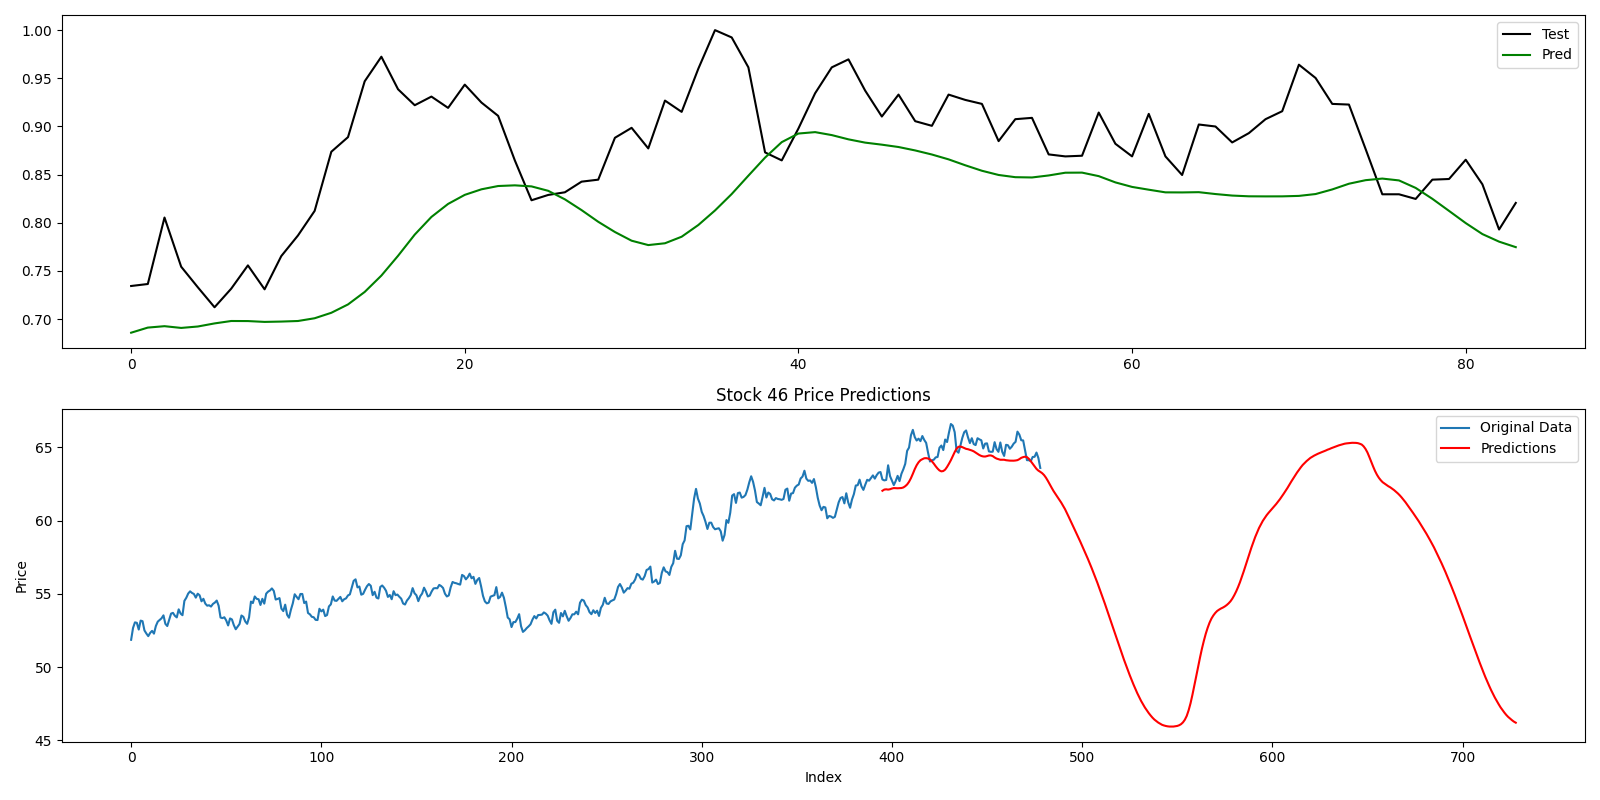 1.00
0.95
0.90
0.85
0.80
0.75
0.70
0 20 40 60 80
Test
Pred
Stock 46 Price Predictions
Original Data
Predictions
Price
65
60
55
50
45
0 100 200 300 400 500 600 700
Index